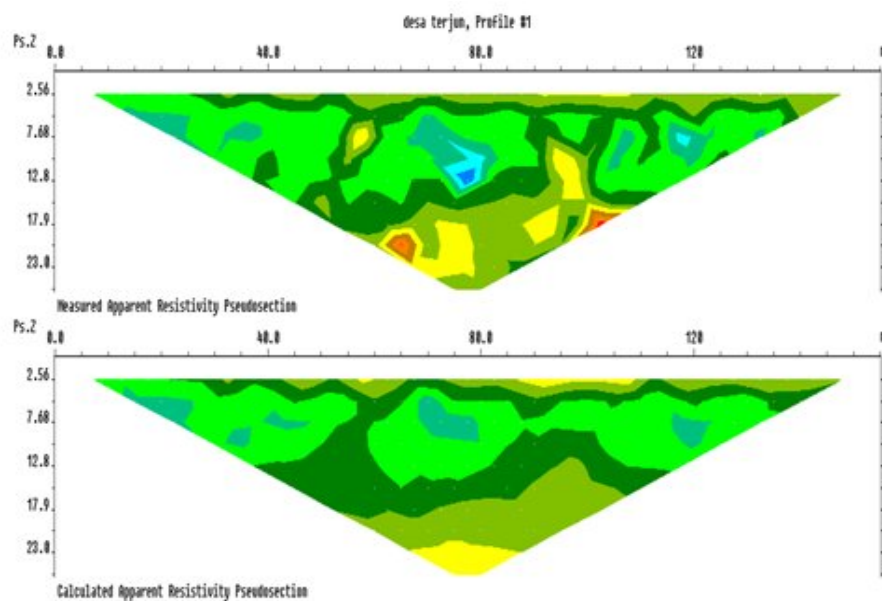 desa terjun, Profile #1
Ps.Z 0.0 40.0 80.0 120
2.56
7.68
12.8
17.9
23.0
Measured Apparent Resistivity Pseudosection
Ps.Z 0.0 40.0 80.0 120
2.56
7.68
12.8
17.9
23.0
Calculated Apparent Resistivity Pseudosection